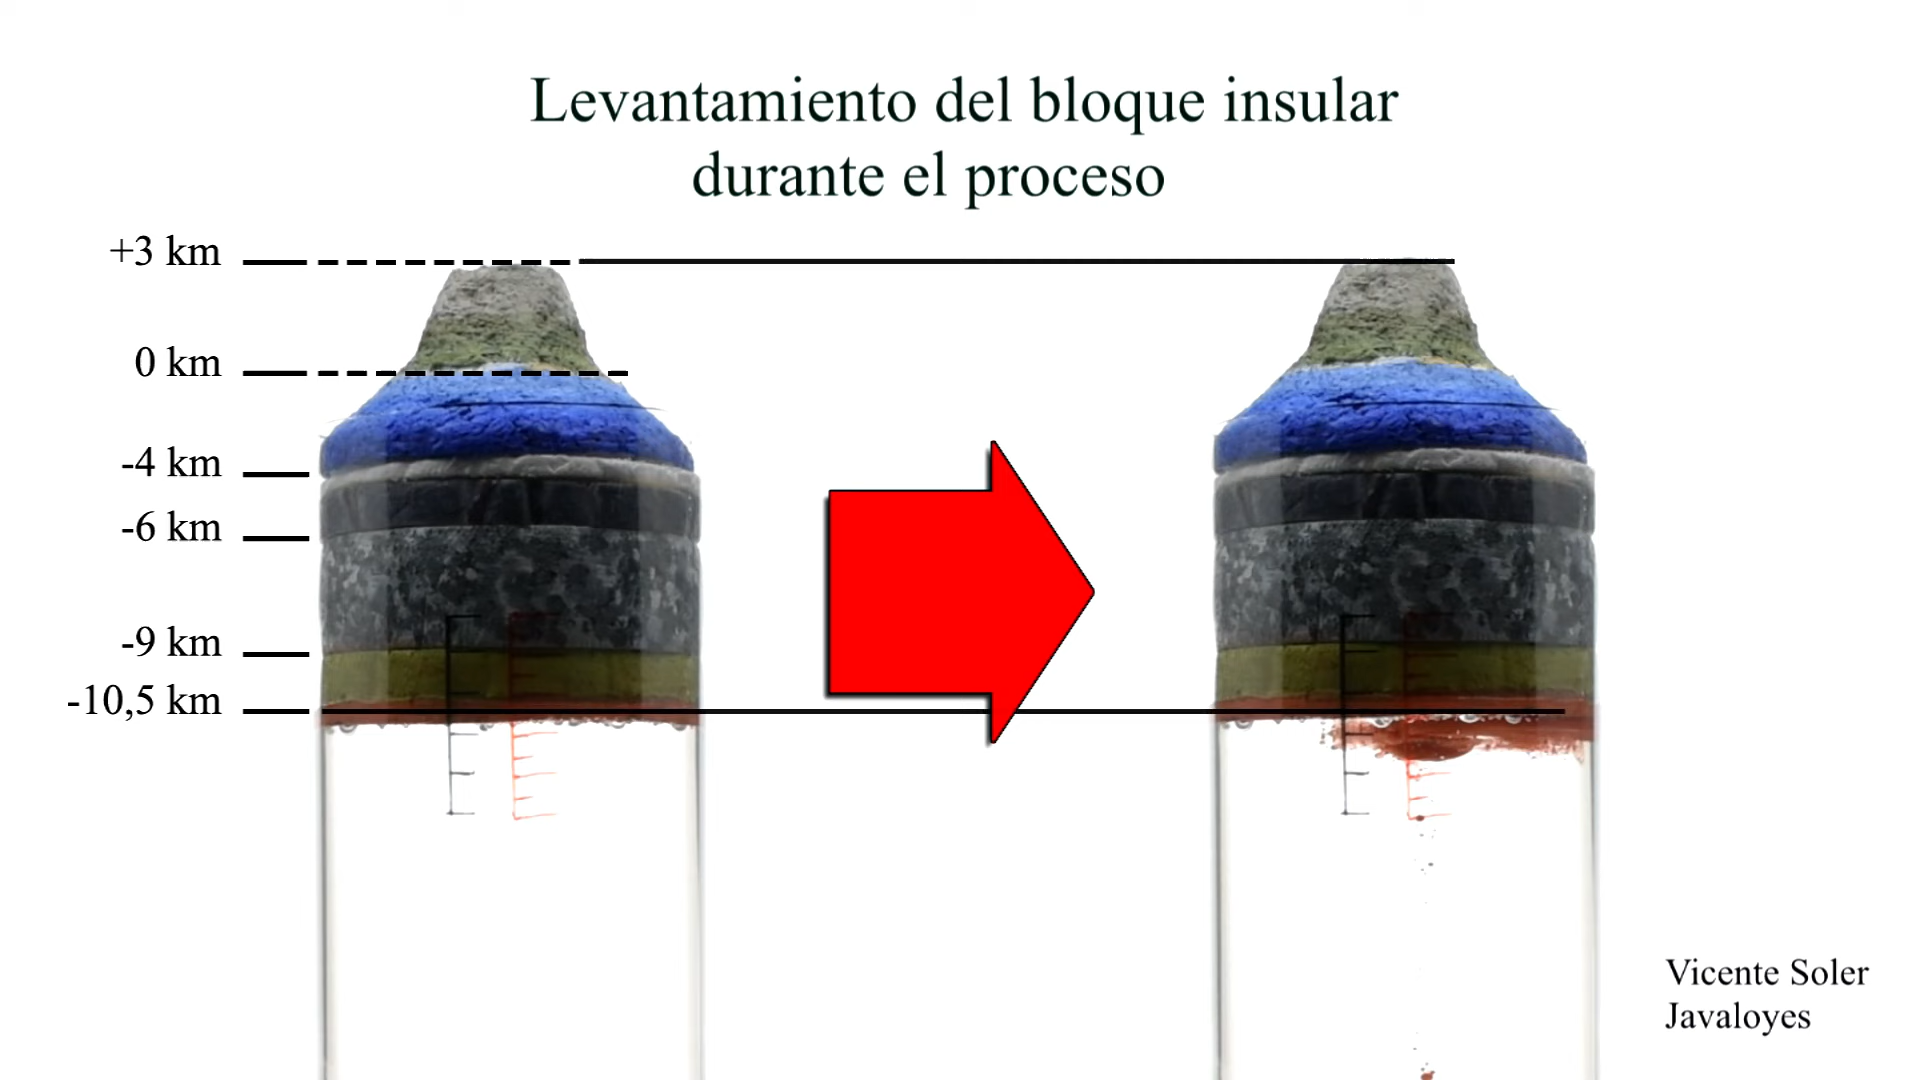 Levantamiento del bloque insular
durante el proceso
+3 km
0 km
-4 km
-6 km
-9 km
-10,5 km
Vicente Soler
Javaloyes